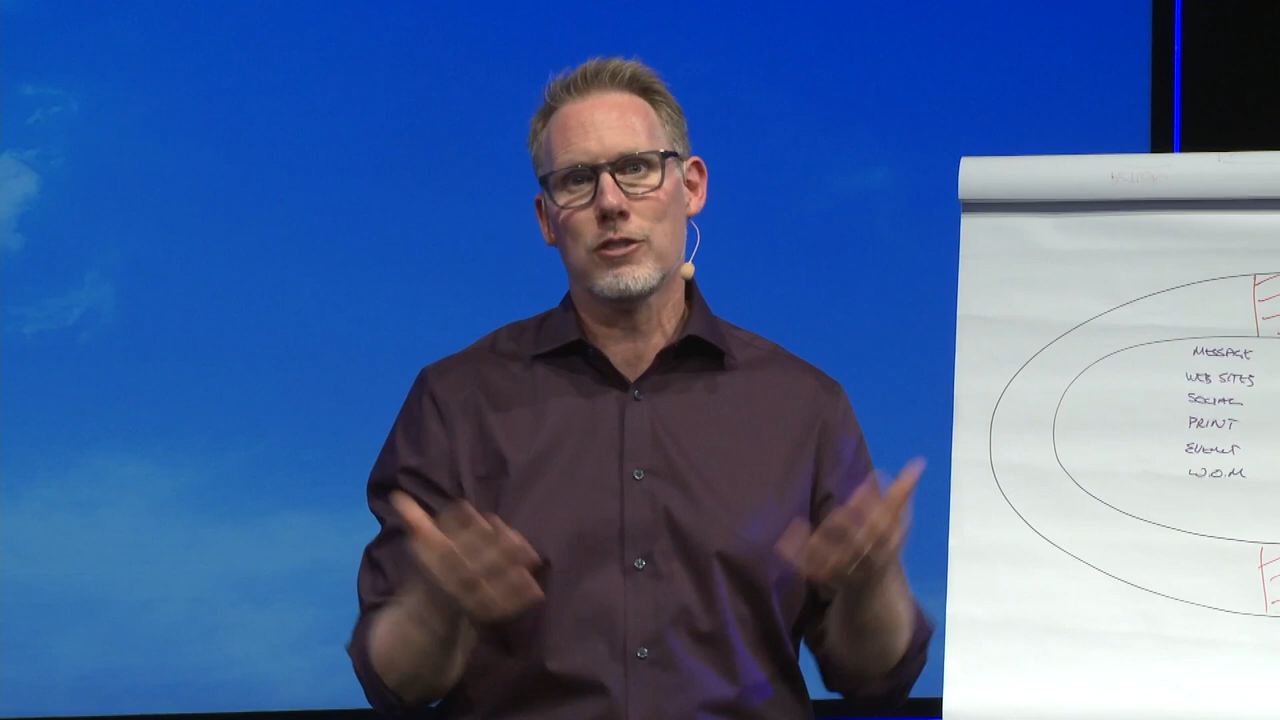 MESSAGE
WEB SITES
SOCIAL
PRINT
EVENT
W.O.M